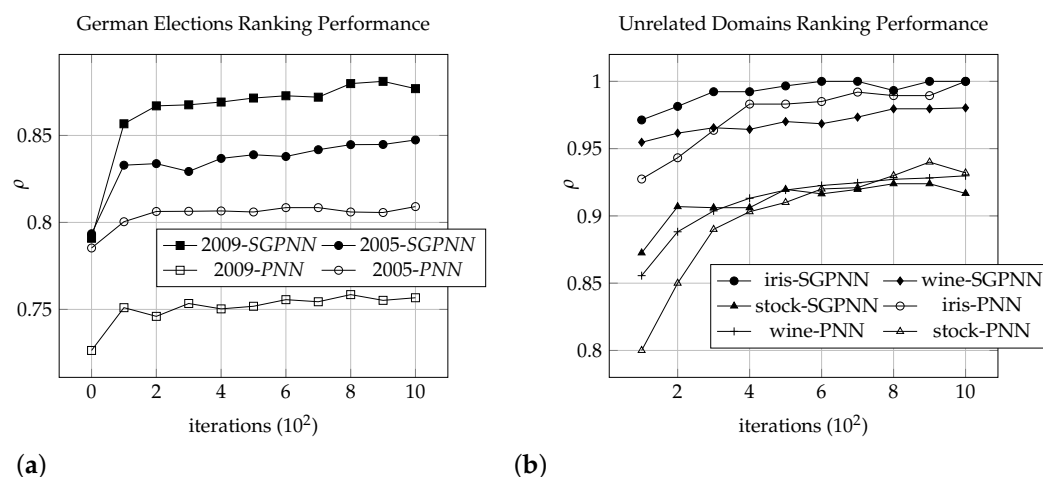 German Elections Ranking Performance
0.85
0.8
0.75
ρ
2009-SGPNN 2005-SGPNN
2009-PNN 2005-PNN
0 2 4 6 8 10
iterations (10²)
(a)
Unrelated Domains Ranking Performance
1
0.95
0.9
0.85
0.8
ρ
iris-SGPNN wine-SGPNN
stock-SGPNN iris-PNN
wine-PNN stock-PNN
2 4 6 8 10
iterations (10²)
(b)